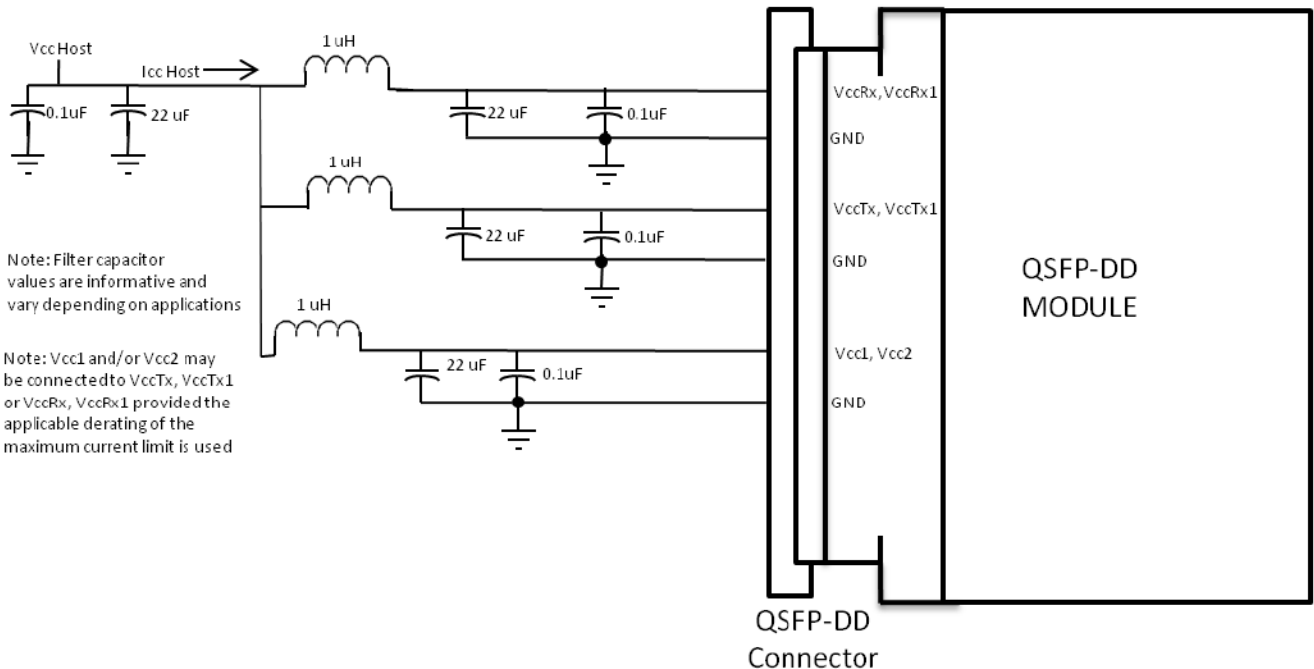 1 uH
Vcc Host
Icc Host
0.1uF
22 uF
22 uF
0.1uF
VccRx, VccRx1
GND
1 uH
22 uF
0.1uF
VccTx, VccTx1
GND
Note: Filter capacitor
values are informative and
vary depending on applications
1 uH
Note: Vcc1 and/or Vcc2 may
be connected to VccTx, VccTx1
or VccRx, VccRx1 provided the
applicable derating of the
maximum current limit is used
22 uF
0.1uF
Vcc1, Vcc2
GND
QSFP-DD
MODULE
QSFP-DD
Connector